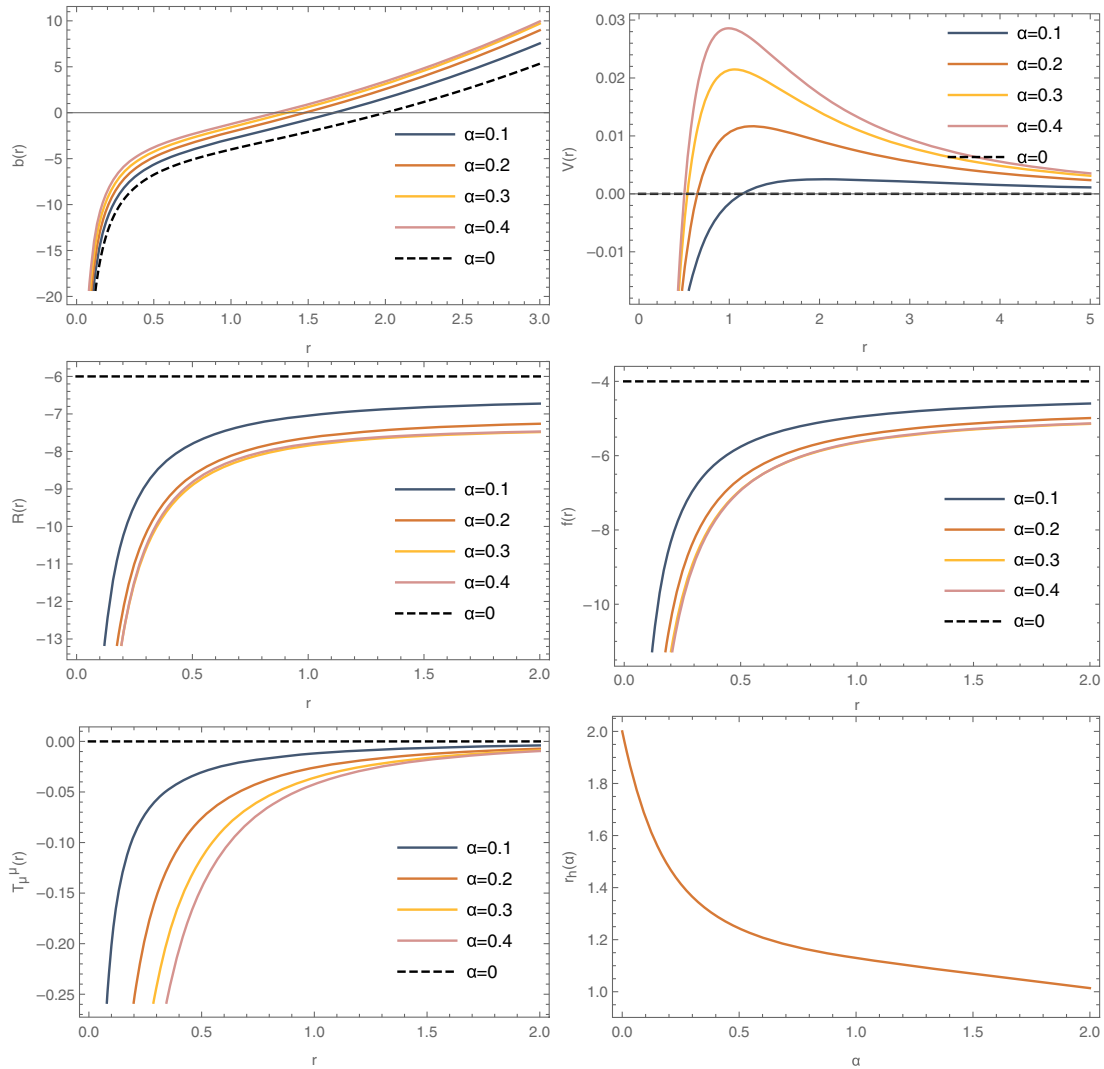 b(r)
10
5
0
−5
−10
−15
−20
α=0.1
α=0.2
α=0.3
α=0.4
α=0
0.0 0.5 1.0 1.5 2.0 2.5 3.0
r
V(r)
0.03
0.02
0.01
0.00
−0.01
α=0.1
α=0.2
α=0.3
α=0.4
α=0
0 1 2 3 4 5
r
R(r)
−6
−7
−8
−9
−10
−11
−12
−13
α=0.1
α=0.2
α=0.3
α=0.4
α=0
0.0 0.5 1.0 1.5 2.0
r
f(r)
−4
−6
−8
−10
α=0.1
α=0.2
α=0.3
α=0.4
α=0
0.0 0.5 1.0 1.5 2.0
r
T_μ^μ(r)
0.00
−0.05
−0.10
−0.15
−0.20
−0.25
α=0.1
α=0.2
α=0.3
α=0.4
α=0
0.0 0.5 1.0 1.5 2.0
r
r_h(α)
2.0
1.8
1.6
1.4
1.2
1.0
0.0 0.5 1.0 1.5 2.0
α